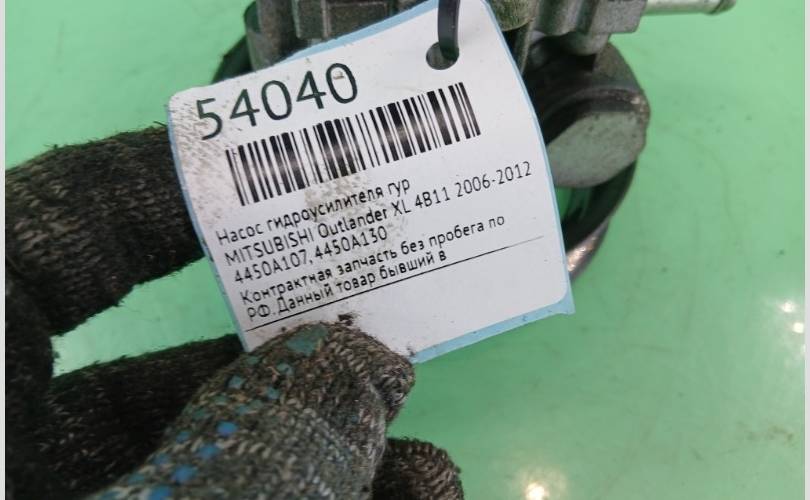 54040
Насос гидроусилителя гур
MITSUBISHI Outlander XL 4B11 2006-2012
4450A107, 4450A130
Контрактная запчасть без пробега по
РФ. Данный товар бывший в